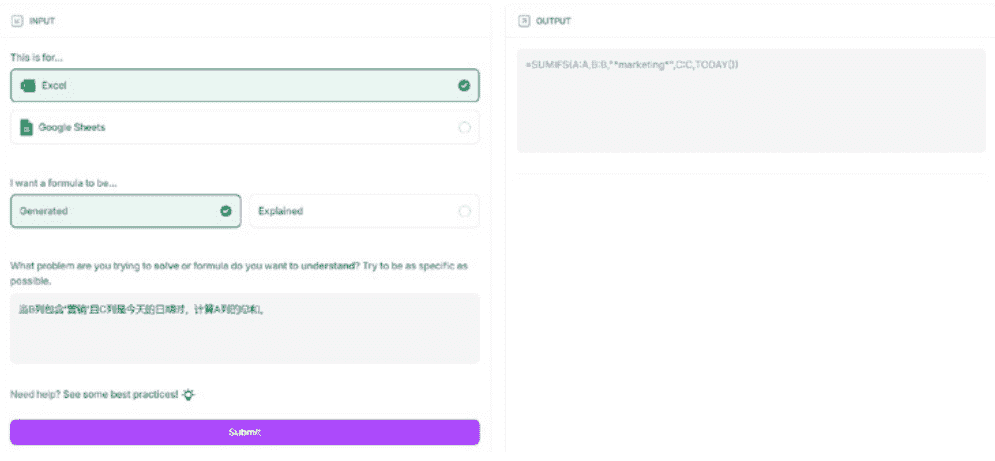 INPUT
This is for...
Excel
Google Sheets
I want a formula to be...
Generated
Explained
What problem are you trying to solve or formula do you want to understand? Try to be as specific as
possible.
当B列包含"营销"且C列是今天的日期时，计算A列的总和。
Need help? See some best practices!
Submit
OUTPUT
=SUMIFS(A:A,B:B,"*marketing*",C:C,TODAY())